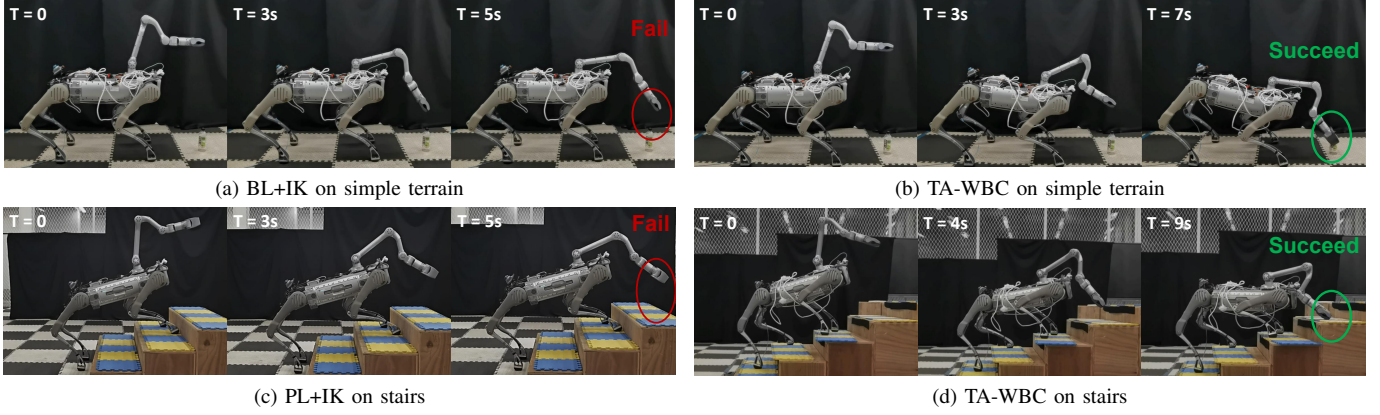 T = 0
T = 3s
T = 5s
Fail
T = 0
T = 3s
T = 7s
Succeed
(a) BL+IK on simple terrain
(b) TA-WBC on simple terrain
T = 0
T = 3s
T = 5s
Fail
T = 0
T = 4s
T = 9s
Succeed
(c) PL+IK on stairs
(d) TA-WBC on stairs